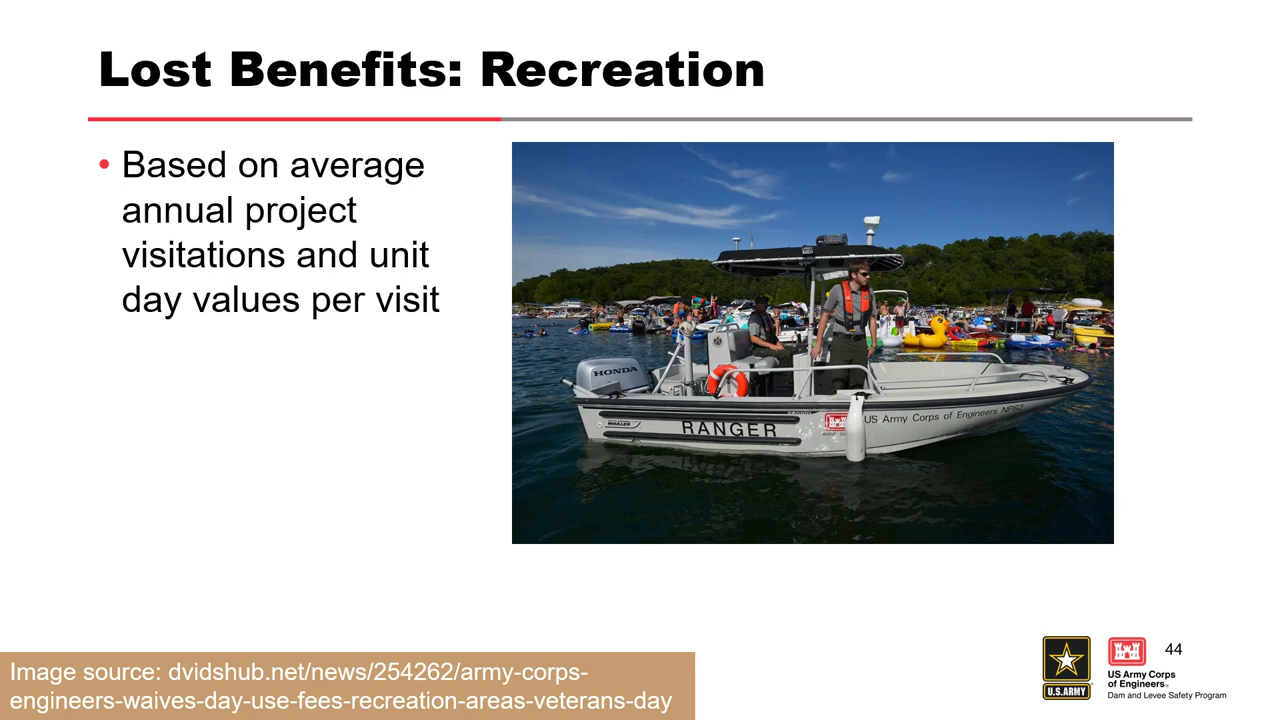 Lost Benefits: Recreation
• Based on average
annual project
visitations and unit
day values per visit
HONDA
WHALER
RANGER
US Army Corps of Engineers
Image source: dvidshub.net/news/254262/army-corps-
engineers-waives-day-use-fees-recreation-areas-veterans-day
U.S.ARMY
US Army Corps
of Engineers®
Dam and Levee Safety Program
44